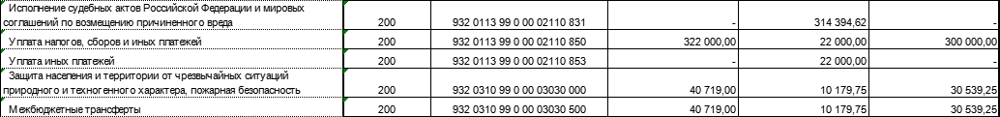 Исполнение судебных актов Российской Федерации и мировых
соглашений по возмещению причиненного вреда 200 932 0113 99 0 00 02110 831 - 314 394,62 -
Уплата налогов, сборов и иных платежей 200 932 0113 99 0 00 02110 850 322 000,00 22 000,00 300 000,00
Уплата иных платежей 200 932 0113 99 0 00 02110 853 - 22 000,00 -
Защита населения и территории от чрезвычайных ситуаций
природного и техногенного характера, пожарная безопасность 200 932 0310 99 0 00 03030 000 40 719,00 10 179,75 30 539,25
Межбюджетные трансферты 200 932 0310 99 0 00 03030 500 40 719,00 10 179,75 30 539,25